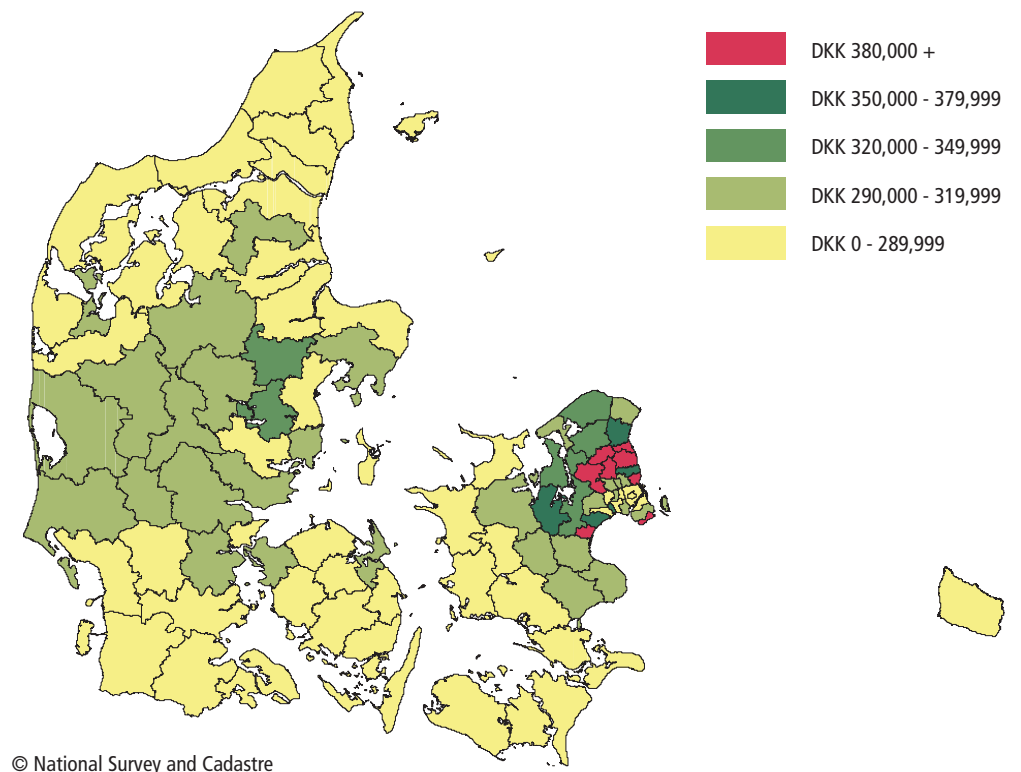 DKK 380,000 +
DKK 350,000 - 379,999
DKK 320,000 - 349,999
DKK 290,000 - 319,999
DKK 0 - 289,999
© National Survey and Cadastre